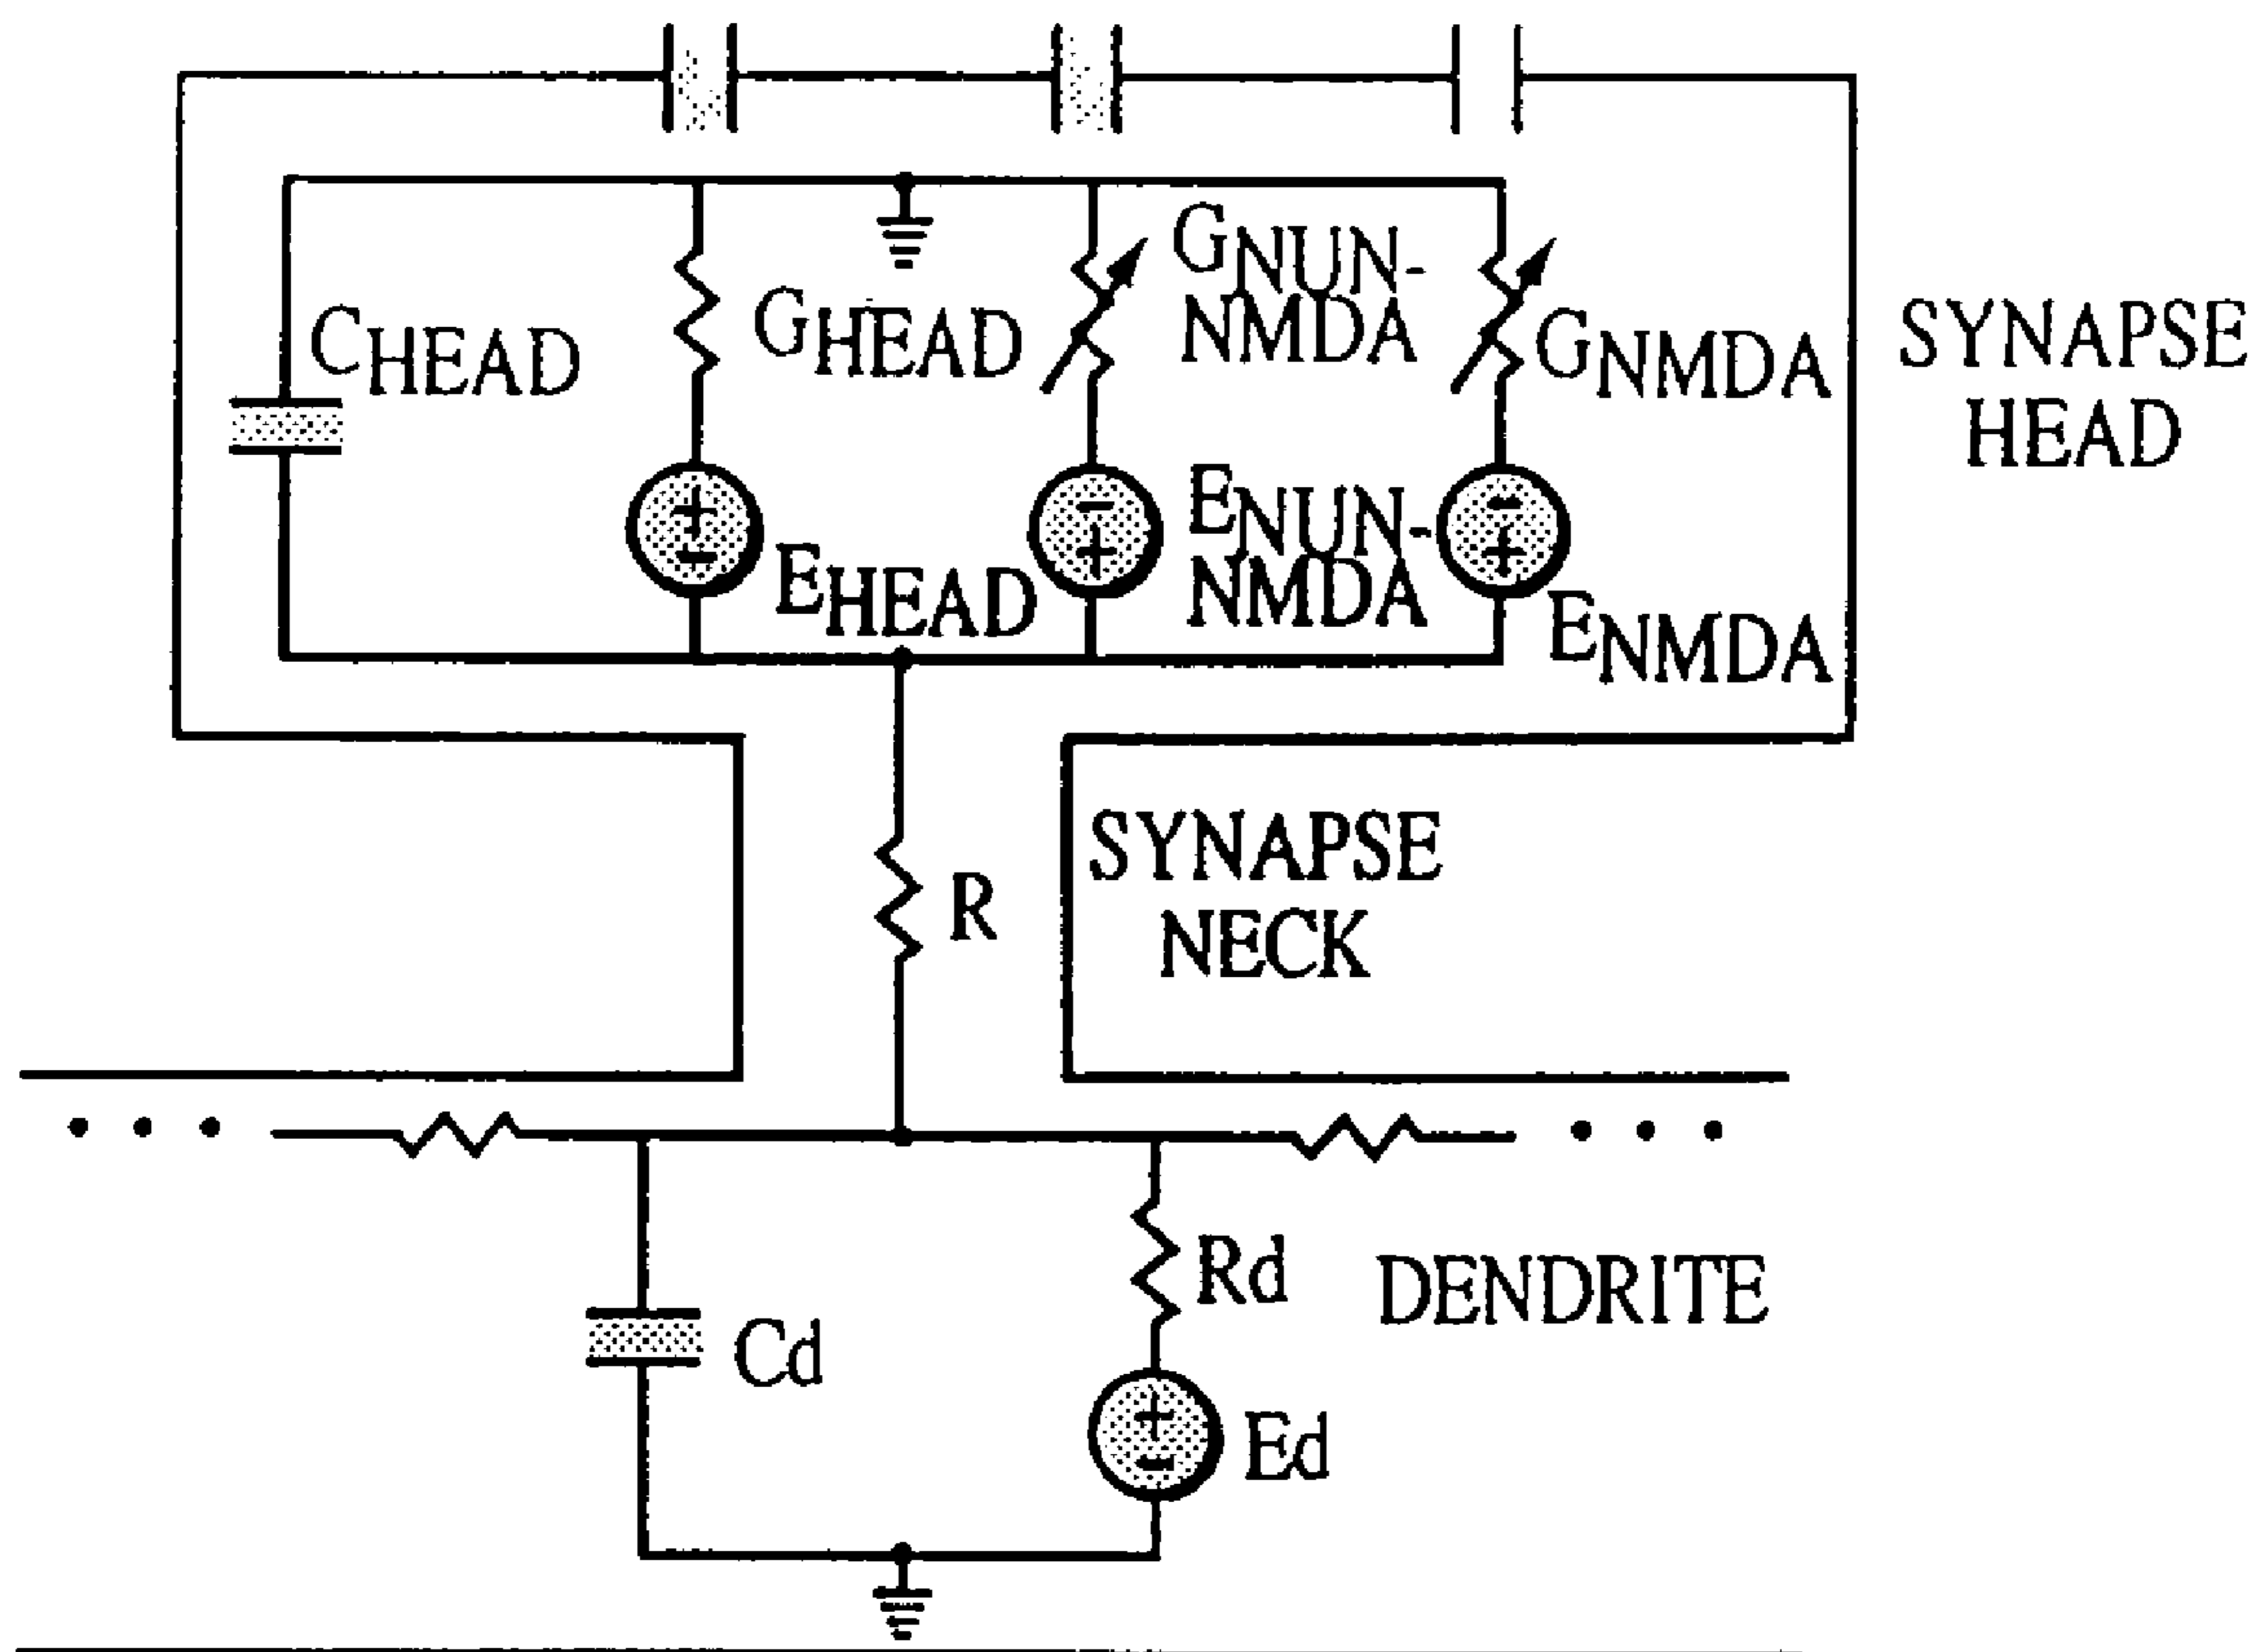 CHEAD
GHEAD
GNUN-
NMDA
GNMDA
SYNAPSE
HEAD
EHEAD
ENUN-
NMDA
ENMDA
R
SYNAPSE
NECK
Rd
DENDRITE
Cd
Ed